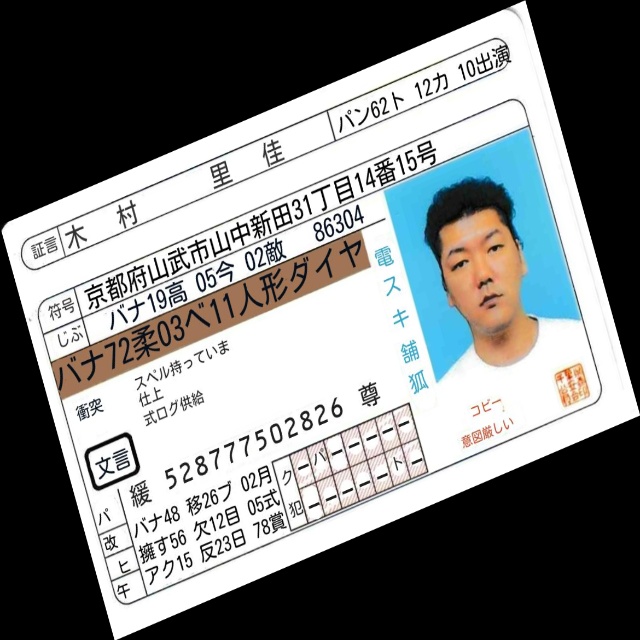 証言 木村 里佳 パン62ト 12カ 10出演
符号 京都府山武市山中新田31丁目14番15号
じぶ バナ19高 05今 02敵 86304
バナ72柔03ベ11人形ダイヤ
電スキ舗狐
衝突 スペル持っていま
仕上
式ログ供給
文言
緩 528777502826 尊
パ バナ48 移26ブ 02月
改 擁す56 欠12目 05式
ヒ アク15 反23日 78賞
午
ク ー パ ー ー ー ー
犯 ー ー ー ー ー ト ー
コピー
意図厳しい